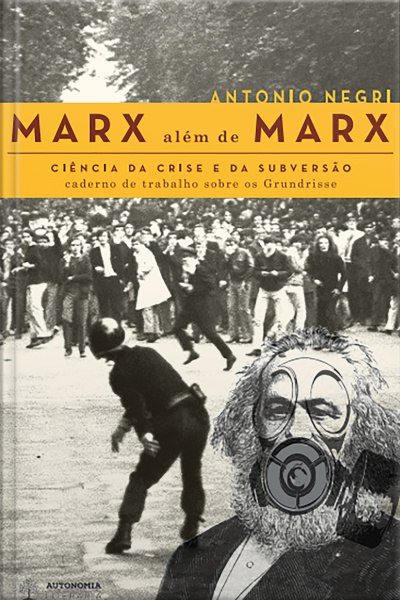 ANTONIO NEGRI
MARX além de MARX
CIÊNCIA DA CRISE E DA SUBVERSÃO
caderno de trabalho sobre os Grundrisse
AUTONOMIA